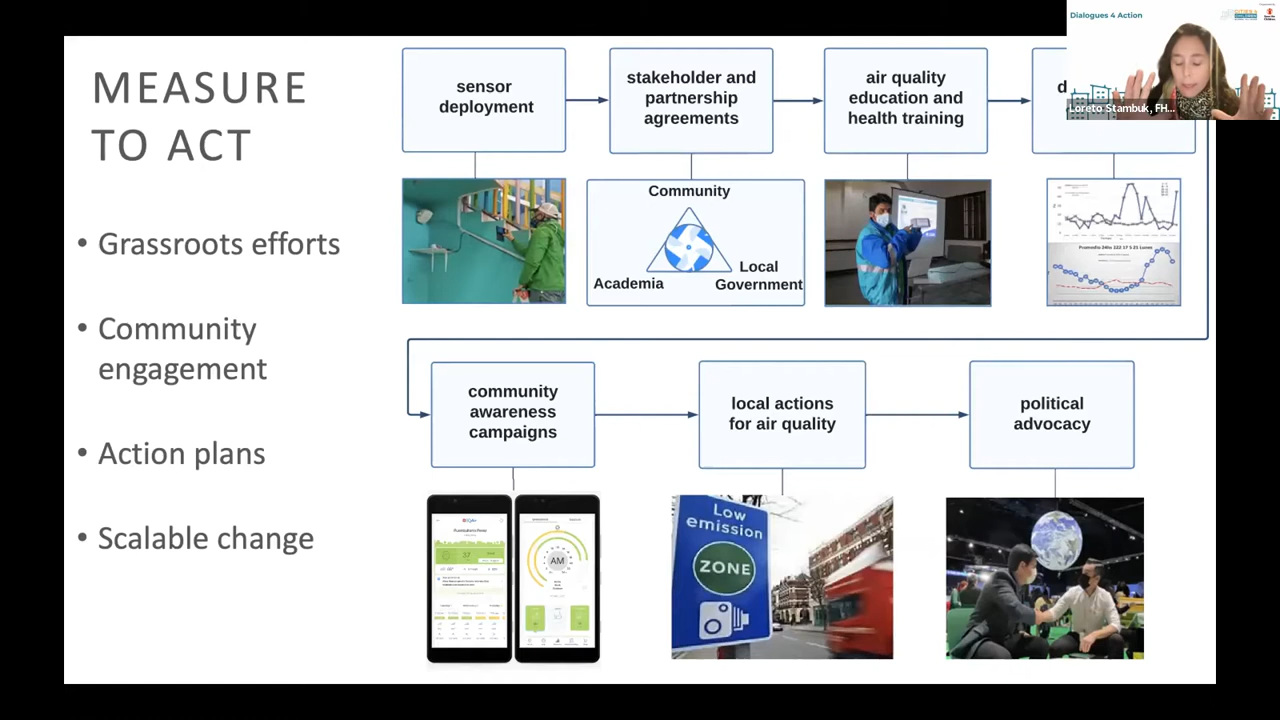 MEASURE
TO ACT
• Grassroots efforts
• Community
engagement
• Action plans
• Scalable change
sensor
deployment
stakeholder and
partnership
agreements
air quality
education and
health training
d
Dialogues 4 Action
Loreto Stambuk, FH...
Community
Academia
Local
Government
community
awareness
campaigns
local actions
for air quality
political
advocacy
AM
Low
emission
ZONE